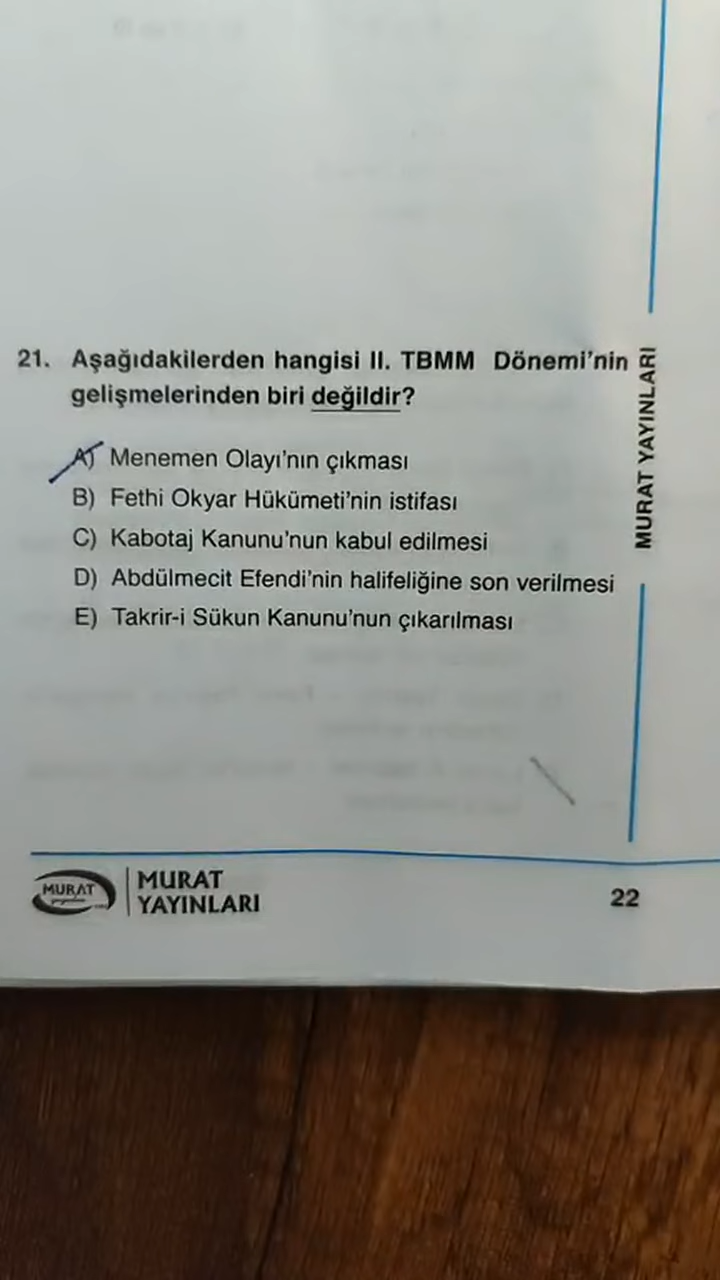 21. Aşağıdakilerden hangisi II. TBMM Dönemi'nin
gelişmelerinden biri değildir?
A) Menemen Olayı'nın çıkması
B) Fethi Okyar Hükümeti'nin istifası
C) Kabotaj Kanunu'nun kabul edilmesi
D) Abdülmecit Efendi'nin halifeliğine son verilmesi
E) Takrir-i Sükun Kanunu'nun çıkarılması
MURAT YAYINLARI
MURAT
MURAT
YAYINLARI
22